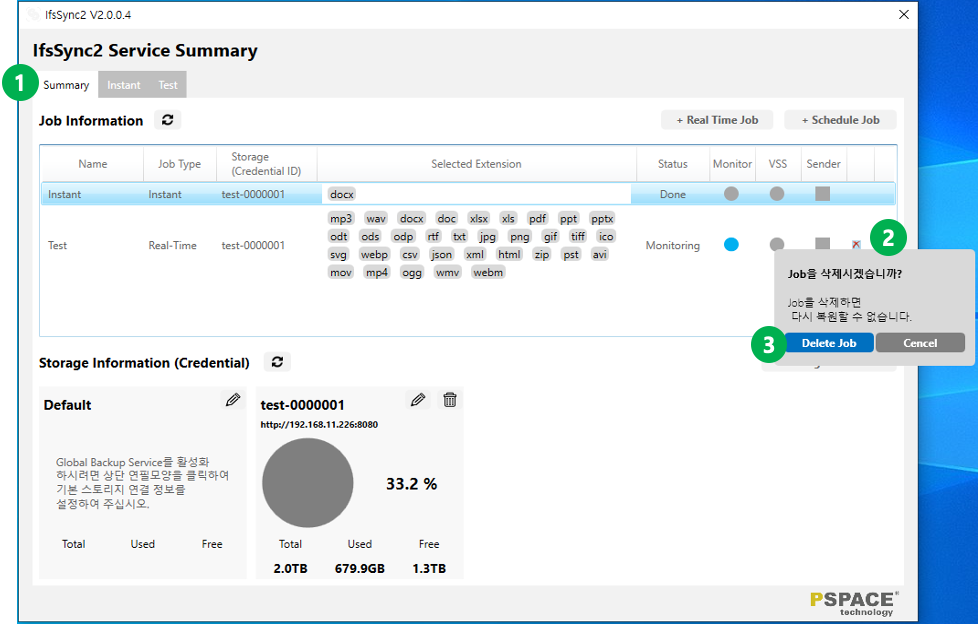 IfsSync2 V2.0.0.4
IfsSync2 Service Summary
1
Summary Instant Test
Job Information
+ Real Time Job + Schedule Job
Name Job Type Storage (Credential ID) Selected Extension Status Monitor VSS Sender
Instant Instant test-0000001 docx Done
mp3 wav docx doc xlsx xls pdf ppt pptx
odt ods odp rtf txt jpg png gif tiff ico
Test Real-Time test-0000001 Monitoring
svg webp csv json xml html zip pst avi
mov mp4 ogg wmv webm
2
Job을 삭제시겠습니까?
Job을 삭제하면
다시 복원할 수 없습니다.
3
Delete Job Cancel
Storage Information (Credential)
Default
test-0000001
http://192.168.11.226:8080
Global Backup Service를 활성화
하시려면 상단 연필모양을 클릭하여
기본 스토리지 연결 정보를
설정하여 주십시오.
33.2 %
Total Used Free
Total Used Free
2.0TB 679.9GB 1.3TB
PSPACE
technology